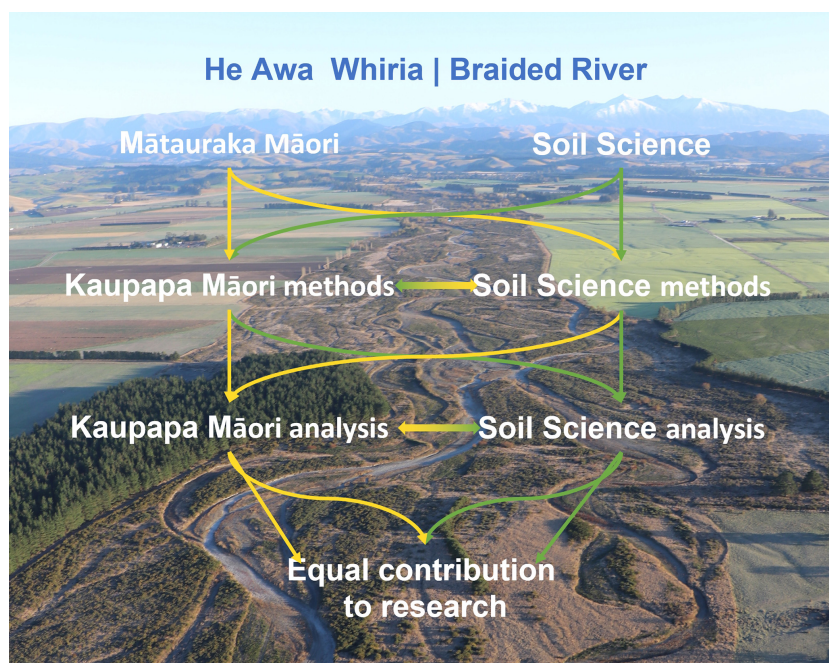 He Awa  Whiria | Braided River
Mātauraka Māori
Soil Science
Kaupapa Māori methods
Soil Science methods
Kaupapa Māori analysis
Soil Science analysis
Equal contribution
to research